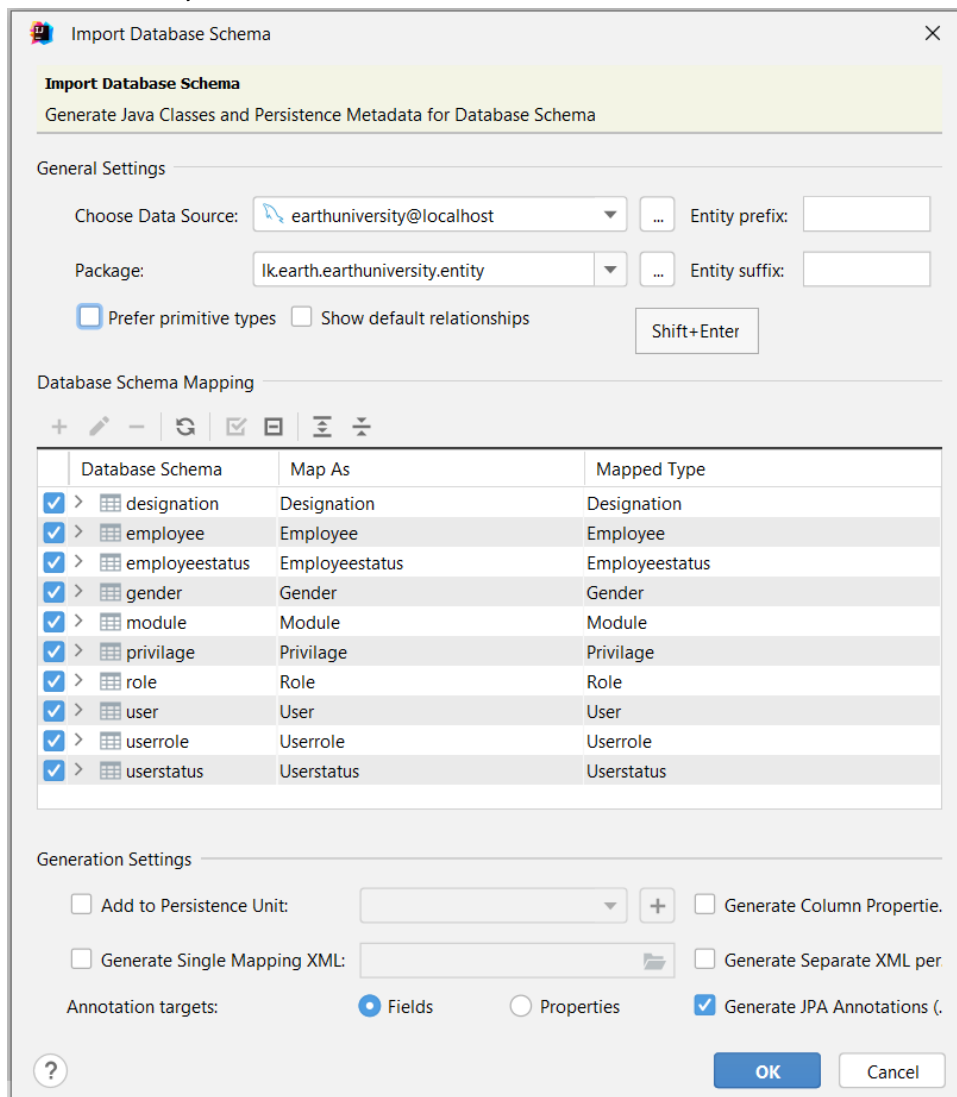 Import Database Schema
Import Database Schema
Generate Java Classes and Persistence Metadata for Database Schema
General Settings
Choose Data Source: earthuniversity@localhost ... Entity prefix:
Package: lk.earth.earthuniversity.entity ... Entity suffix:
Prefer primitive types Show default relationships Shift+Enter
Database Schema Mapping
Database Schema Map As Mapped Type
designation Designation Designation
employee Employee Employee
employeestatus Employeestatus Employeestatus
gender Gender Gender
module Module Module
privilage Privilage Privilage
role Role Role
user User User
userrole Userrole Userrole
userstatus Userstatus Userstatus
Generation Settings
Add to Persistence Unit: Generate Column Propertie.
Generate Single Mapping XML: Generate Separate XML per
Annotation targets: Fields Properties Generate JPA Annotations (.
? OK Cancel